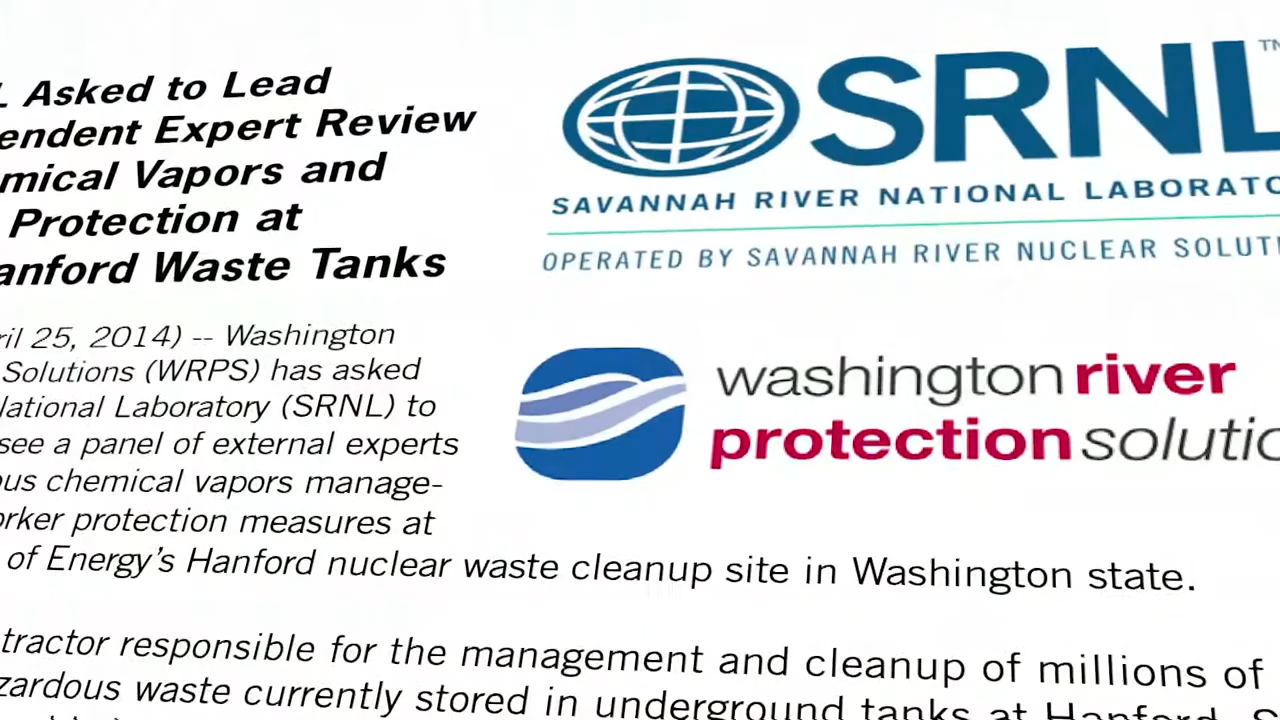 L Asked to Lead
endent Expert Review
mical Vapors and
Protection at
anford Waste Tanks
ril 25, 2014) -- Washington
Solutions (WRPS) has asked
National Laboratory (SRNL) to
see a panel of external experts
ous chemical vapors manage-
orker protection measures at
of Energy's Hanford nuclear waste cleanup site in Washington state.
tractor responsible for the management and cleanup of millions of
zardous waste currently stored in underground tanks at Hanford. S
SRNL™
SAVANNAH RIVER NATIONAL LABORATO
OPERATED BY SAVANNAH RIVER NUCLEAR SOLUTI
washington river
protection solutio